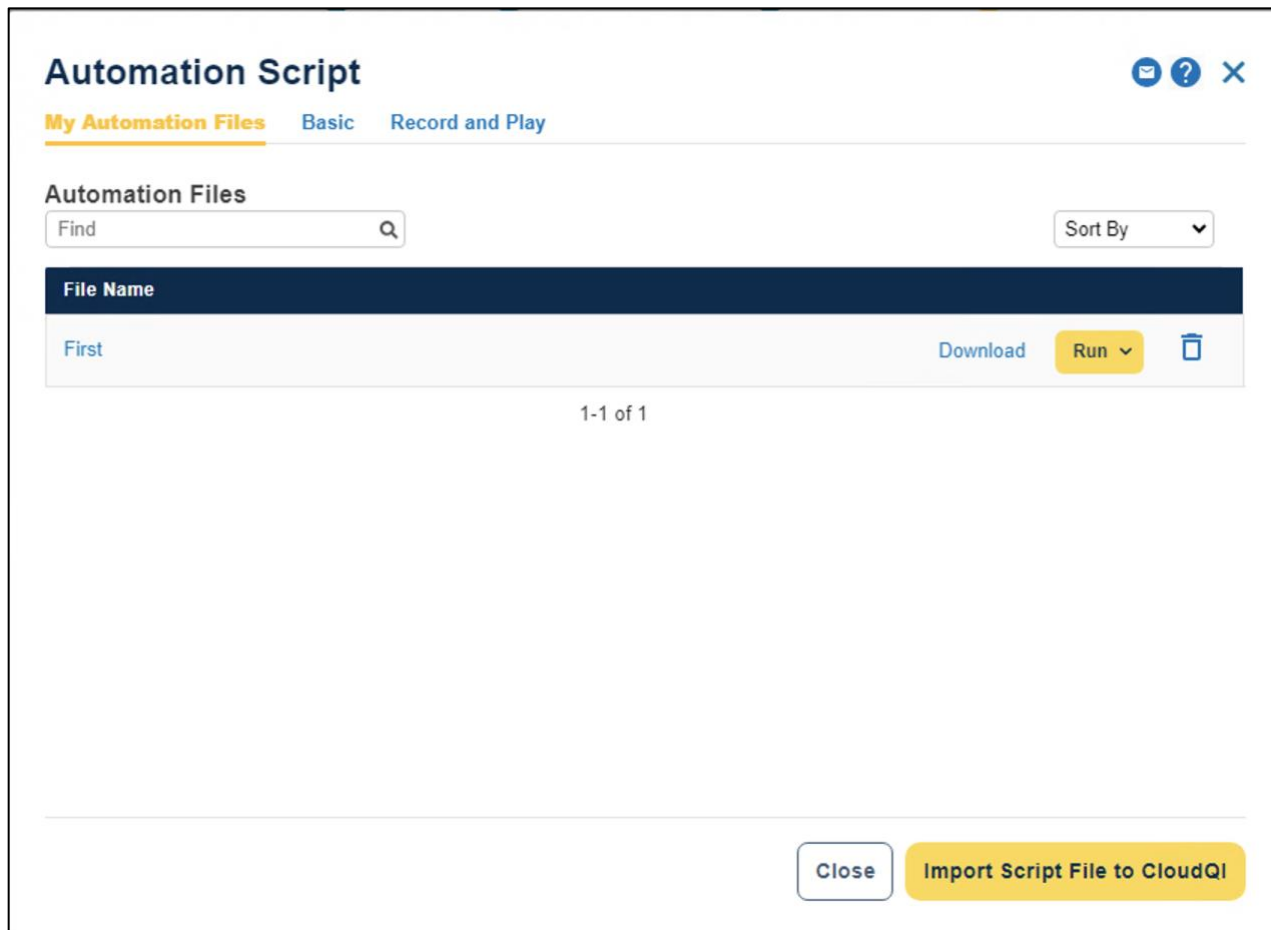 Automation Script
My Automation Files Basic Record and Play
Automation Files
Find
Sort By
File Name
First Download Run
1-1 of 1
Close Import Script File to CloudQI